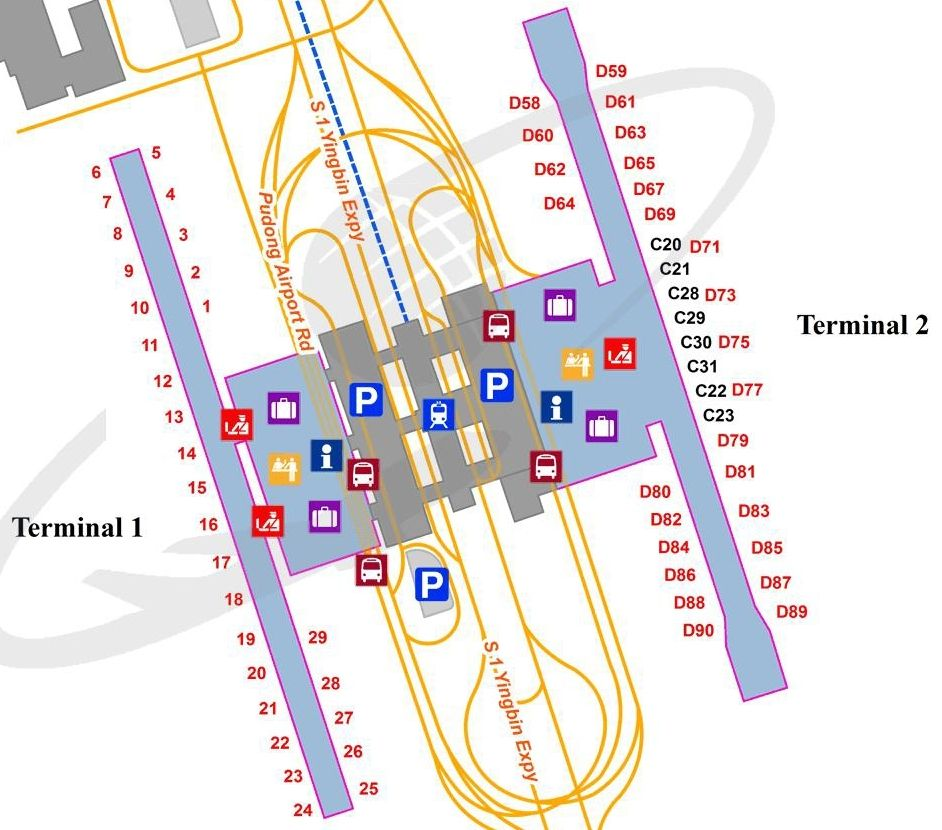 S.1.Yingbin Expy
Pudong Airport Rd
D59
D58
D61
D60
D63
D62
D65
D64
D67
D69
C20 D71
C21
C28 D73
C29
C30 D75
C31
C22 D77
C23
D79
D81
D80
D83
D82
D84
D85
D86
D87
D88
D89
D90
Terminal 2
5
6
4
7
3
8
2
9
1
10
11
12
13
14
15
16
17
18
19
29
20
28
21
27
22
26
23
25
24
Terminal 1
P
P
i
i
P
S.1.Yingbin Expy